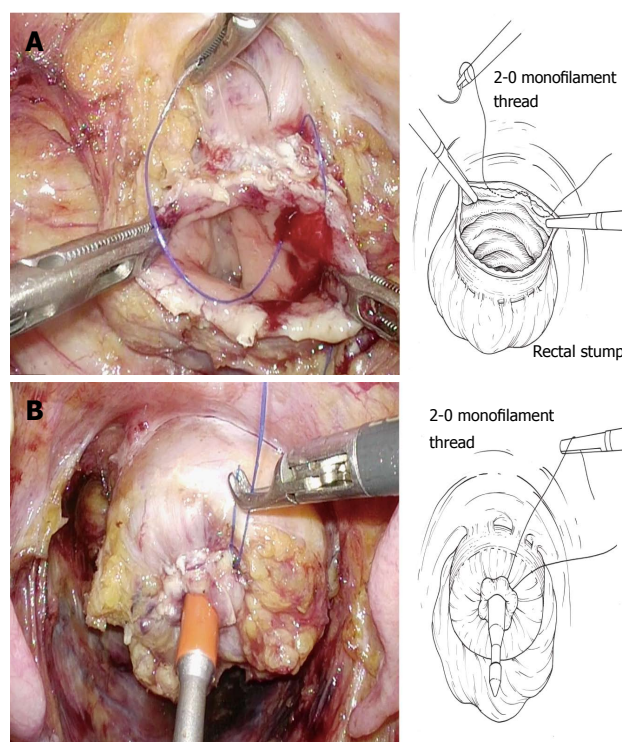 A
2-0 monofilament
thread
Rectal stump
B
2-0 monofilament
thread